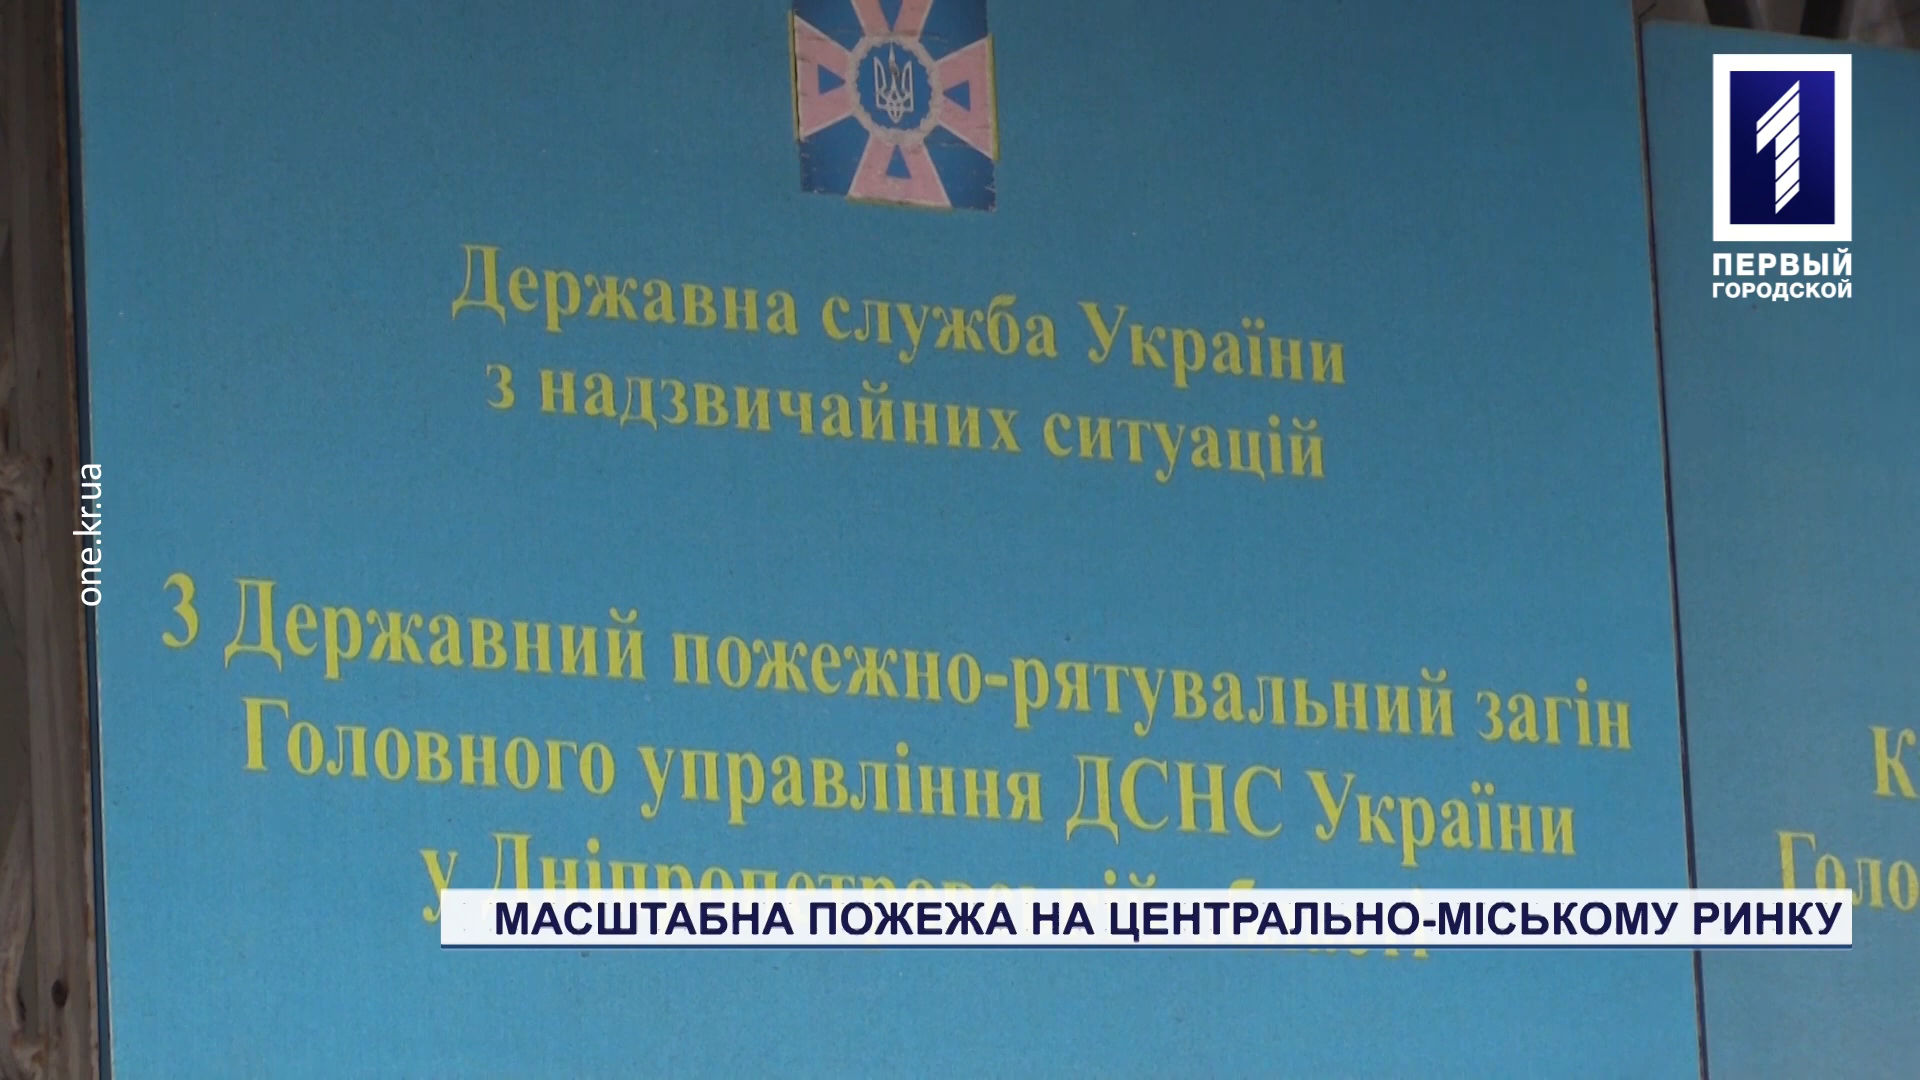 Державна служба України
з надзвичайних ситуацій
3 Державний пожежно-рятувальний загін
Головного управління ДСНС України
у
К
Голо
ПЕРВЫЙ
ГОРОДСКОЙ
one.kr.ua
МАСШТАБНА ПОЖЕЖА НА ЦЕНТРАЛЬНО-МІСЬКОМУ РИНКУ